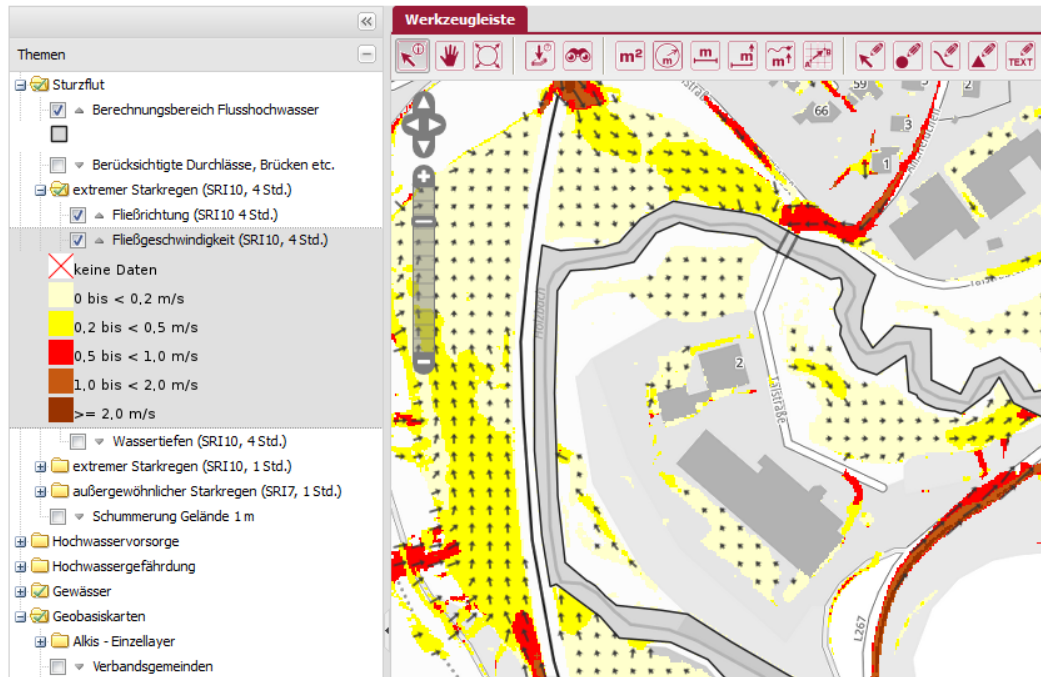 Werkzeugleiste
Themen
m²
m
m
m
m
TEXT
Sturzflut
Berechnungsbereich Flusshochwasser
Berücksichtigte Durchlässe, Brücken etc.
extremer Starkregen (SRI10, 4 Std.)
Fließrichtung (SRI10 4 Std.)
Fließgeschwindigkeit (SRI10, 4 Std.)
keine Daten
0 bis < 0,2 m/s
0,2 bis < 0,5 m/s
0,5 bis < 1,0 m/s
1,0 bis < 2,0 m/s
>= 2,0 m/s
Wassertiefen (SRI10, 4 Std.)
extremer Starkregen (SRI10, 1 Std.)
außergewöhnlicher Starkregen (SRI7, 1 Std.)
Schummerung Gelände 1 m
Hochwasservorsorge
Hochwassergefährdung
Gewässer
Geobasiskarten
Alkis - Einzellayer
Verbandsgemeinden
59
2
66
3
1
Holzbach
2
Talstraße
L267